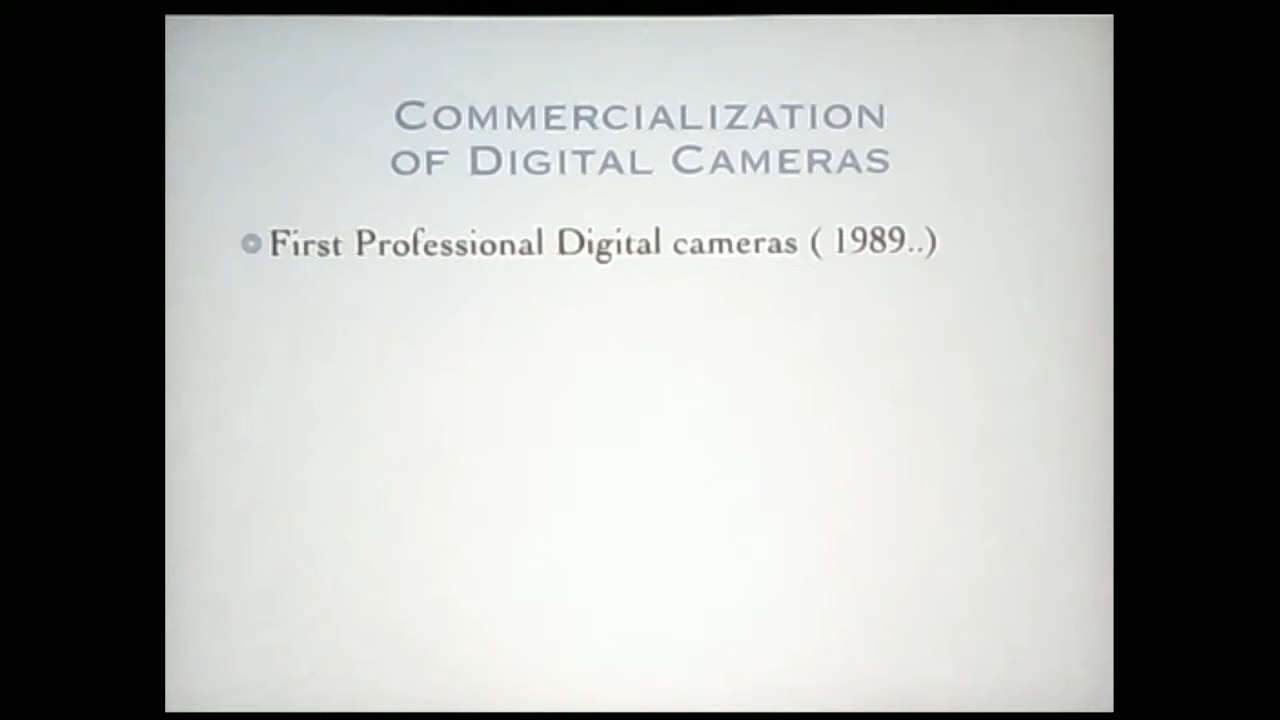 COMMERCIALIZATION
OF DIGITAL CAMERAS
First Professional Digital cameras ( 1989..)